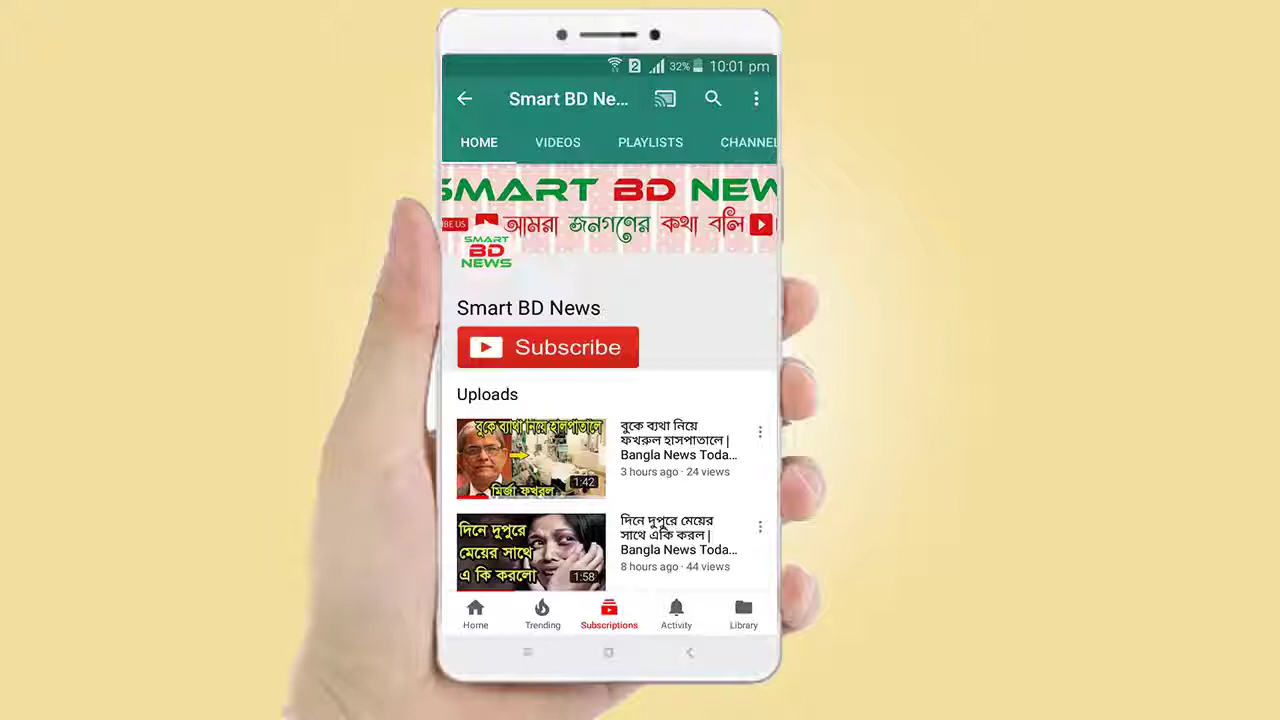 2 32% 10:01 pm
Smart BD Ne...
HOME VIDEOS PLAYLISTS CHANNEL
SMART BD NEW
BE US আমরা জনগণের কথা বলি
SMART
BD
NEWS
Smart BD News
Subscribe
Uploads
বুকে ব্যাথা নিয়ে হাসপাতালে
মির্জা ফখরুল
1:42
বুকে ব্যথা নিয়ে
ফখরুল হাসপাতালে |
Bangla News Toda...
3 hours ago · 24 views
দিনে দুপুরে
মেয়ের সাথে
এ কি করলো
1:58
দিনে দুপুরে মেয়ের
সাথে একি করল |
Bangla News Toda...
8 hours ago · 44 views
Home Trending Subscriptions Activity Library